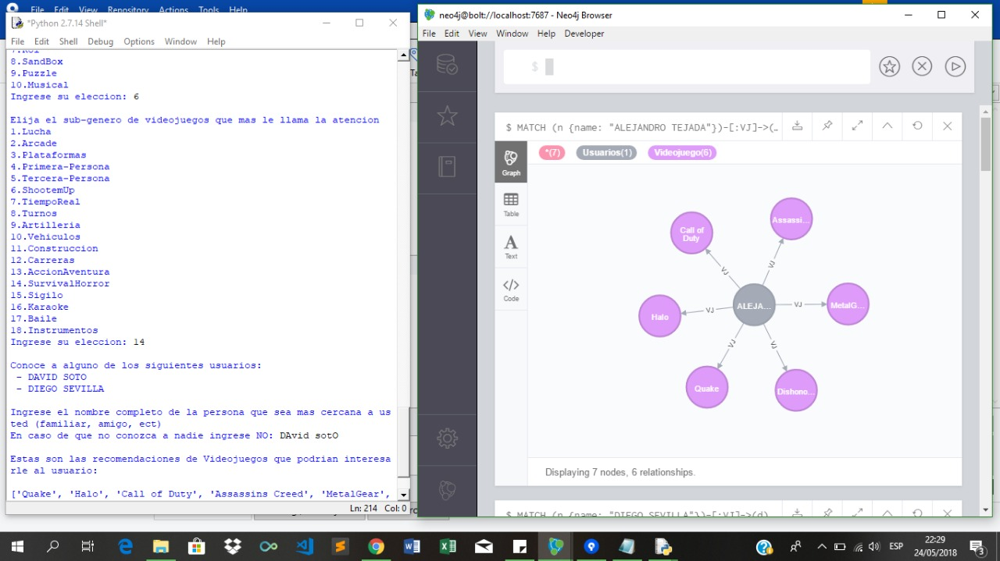 File Edit View Repository Actions Tools Help
*Python 2.7.14 Shell*
File Edit Shell Debug Options Window Help
7.Rol
8.SandBox
9.Puzzle
10.Musical
Ingrese su eleccion: 6
Elija el sub-genero de videojuegos que mas le llama la atencion
1.Lucha
2.Arcade
3.Plataformas
4.Primera-Persona
5.Tercera-Persona
6.ShootemUp
7.TiempoReal
8.Turnos
9.Artilleria
10.Vehiculos
11.Construccion
12.Carreras
13.AccionAventura
14.SurvivalHorror
15.Sigilo
16.Karaoke
17.Baile
18.Instrumentos
Ingrese su eleccion: 14
Conoce a alguno de los siguientes usuarios:
- DAVID SOTO
- DIEGO SEVILLA
Ingrese el nombre completo de la persona que sea mas cercana a us
ted (familiar, amigo, ect)
En caso de que no conozca a nadie ingrese NO: DAvid sotO
Estas son las recomendaciones de Videojuegos que podrian interesa
rle al usuario:
['Quake', 'Halo', 'Call of Duty', 'Assassins Creed', 'MetalGear',
Ln: 214 Col: 0
neo4j@bolt://localhost:7687 - Neo4j Browser
File Edit View Window Help Developer
$
$ MATCH (n {name: "ALEJANDRO TEJADA"})-[:VJ]->(…
*(7) Usuarios(1) Videojuego(6)
Graph
Table
Text
Code
Call of
Duty
Assassi…
Halo
ALEJA…
MetalG…
Quake
Dishono…
VJ
VJ
VJ
VJ
VJ
VJ
Displaying 7 nodes, 6 relationships.
$ MATCH (n {name: "DIEGO SEVILLA"})-[:VJ]->(d)
ESP
22:29
24/05/2018
3